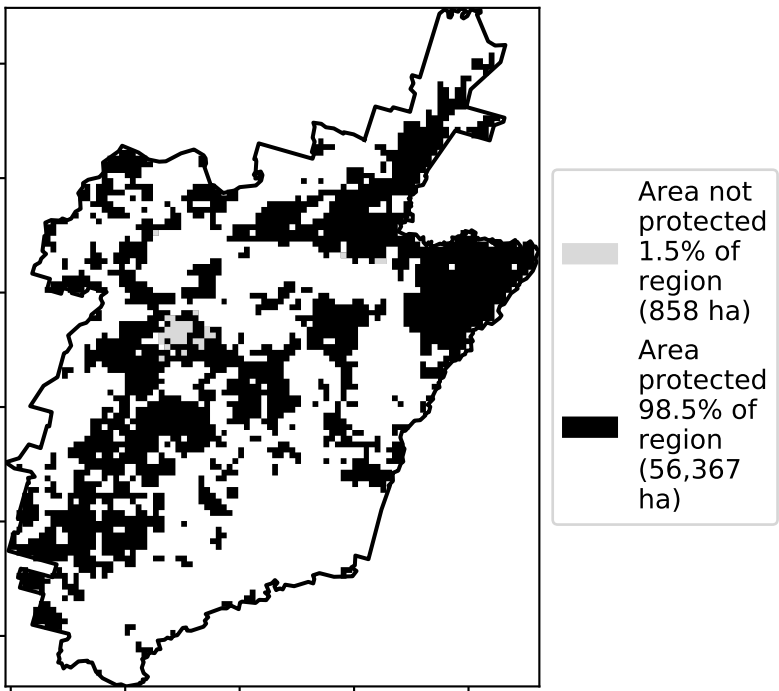 Area not
protected
1.5% of
region
(858 ha)
Area
protected
98.5% of
region
(56,367
ha)